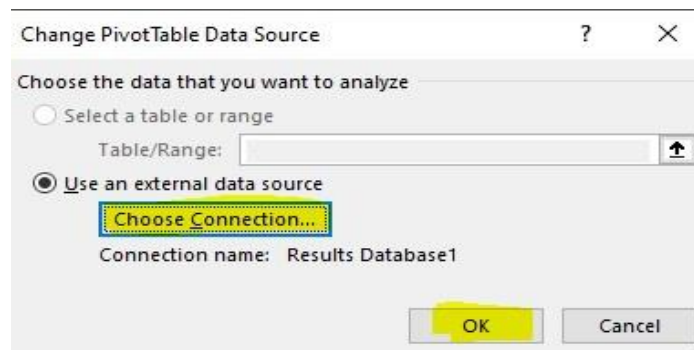 Change PivotTable Data Source ? ×
Choose the data that you want to analyze
Select a table or range
Table/Range:
Use an external data source
Choose Connection...
Connection name: Results Database1
OK Cancel